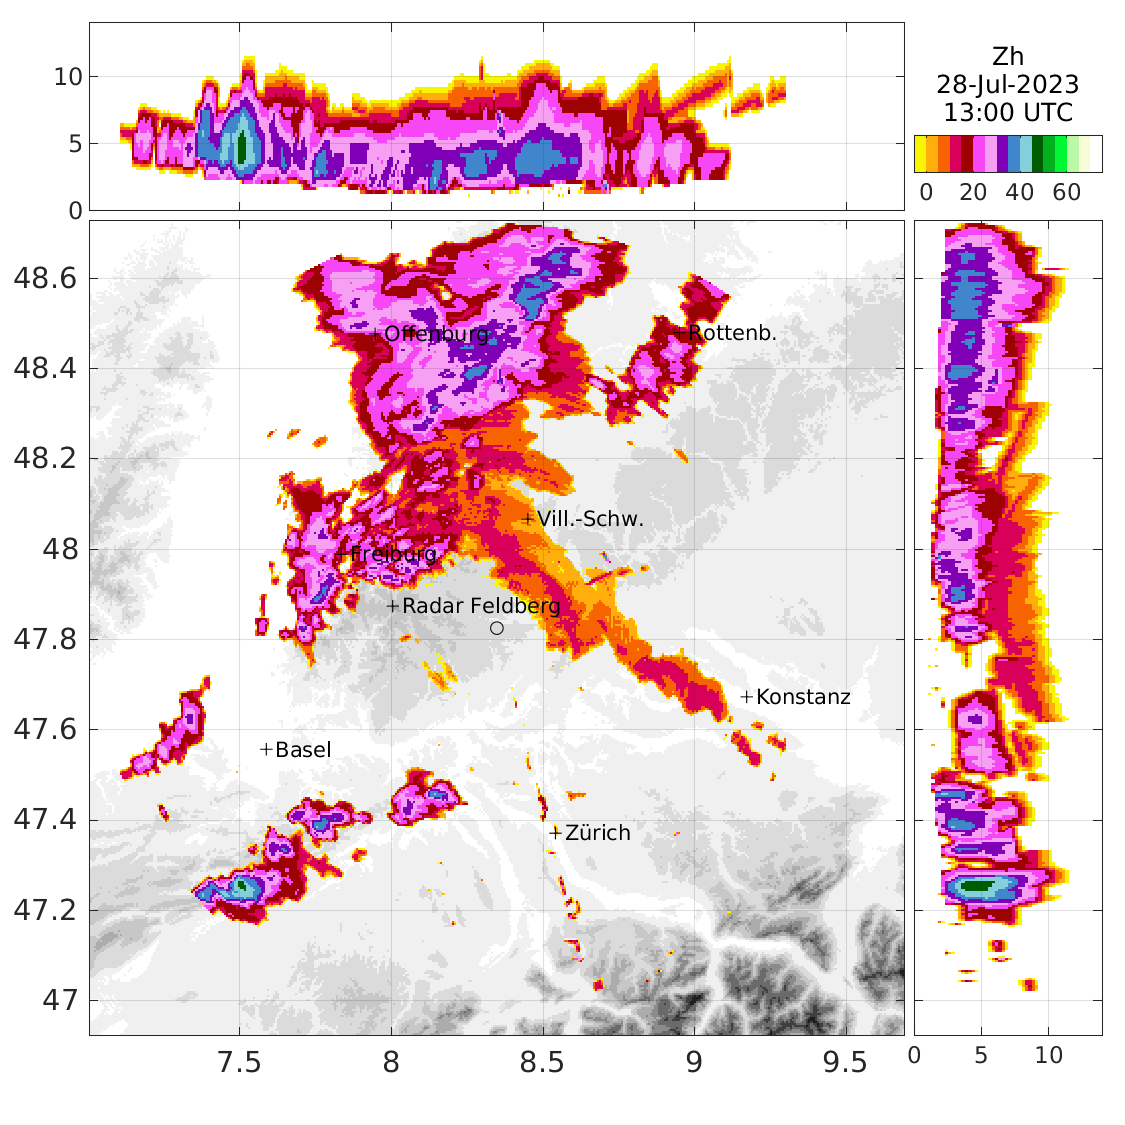 Zh
28-Jul-2023
13:00 UTC
0 20 40 60
10
5
0
48.6
48.4
48.2
48
47.8
47.6
47.4
47.2
47
Offenburg
Rottenb.
Vill.-Schw.
Freiburg
Radar Feldberg
Konstanz
Basel
Zürich
7.5 8 8.5 9 9.5
0 5 10